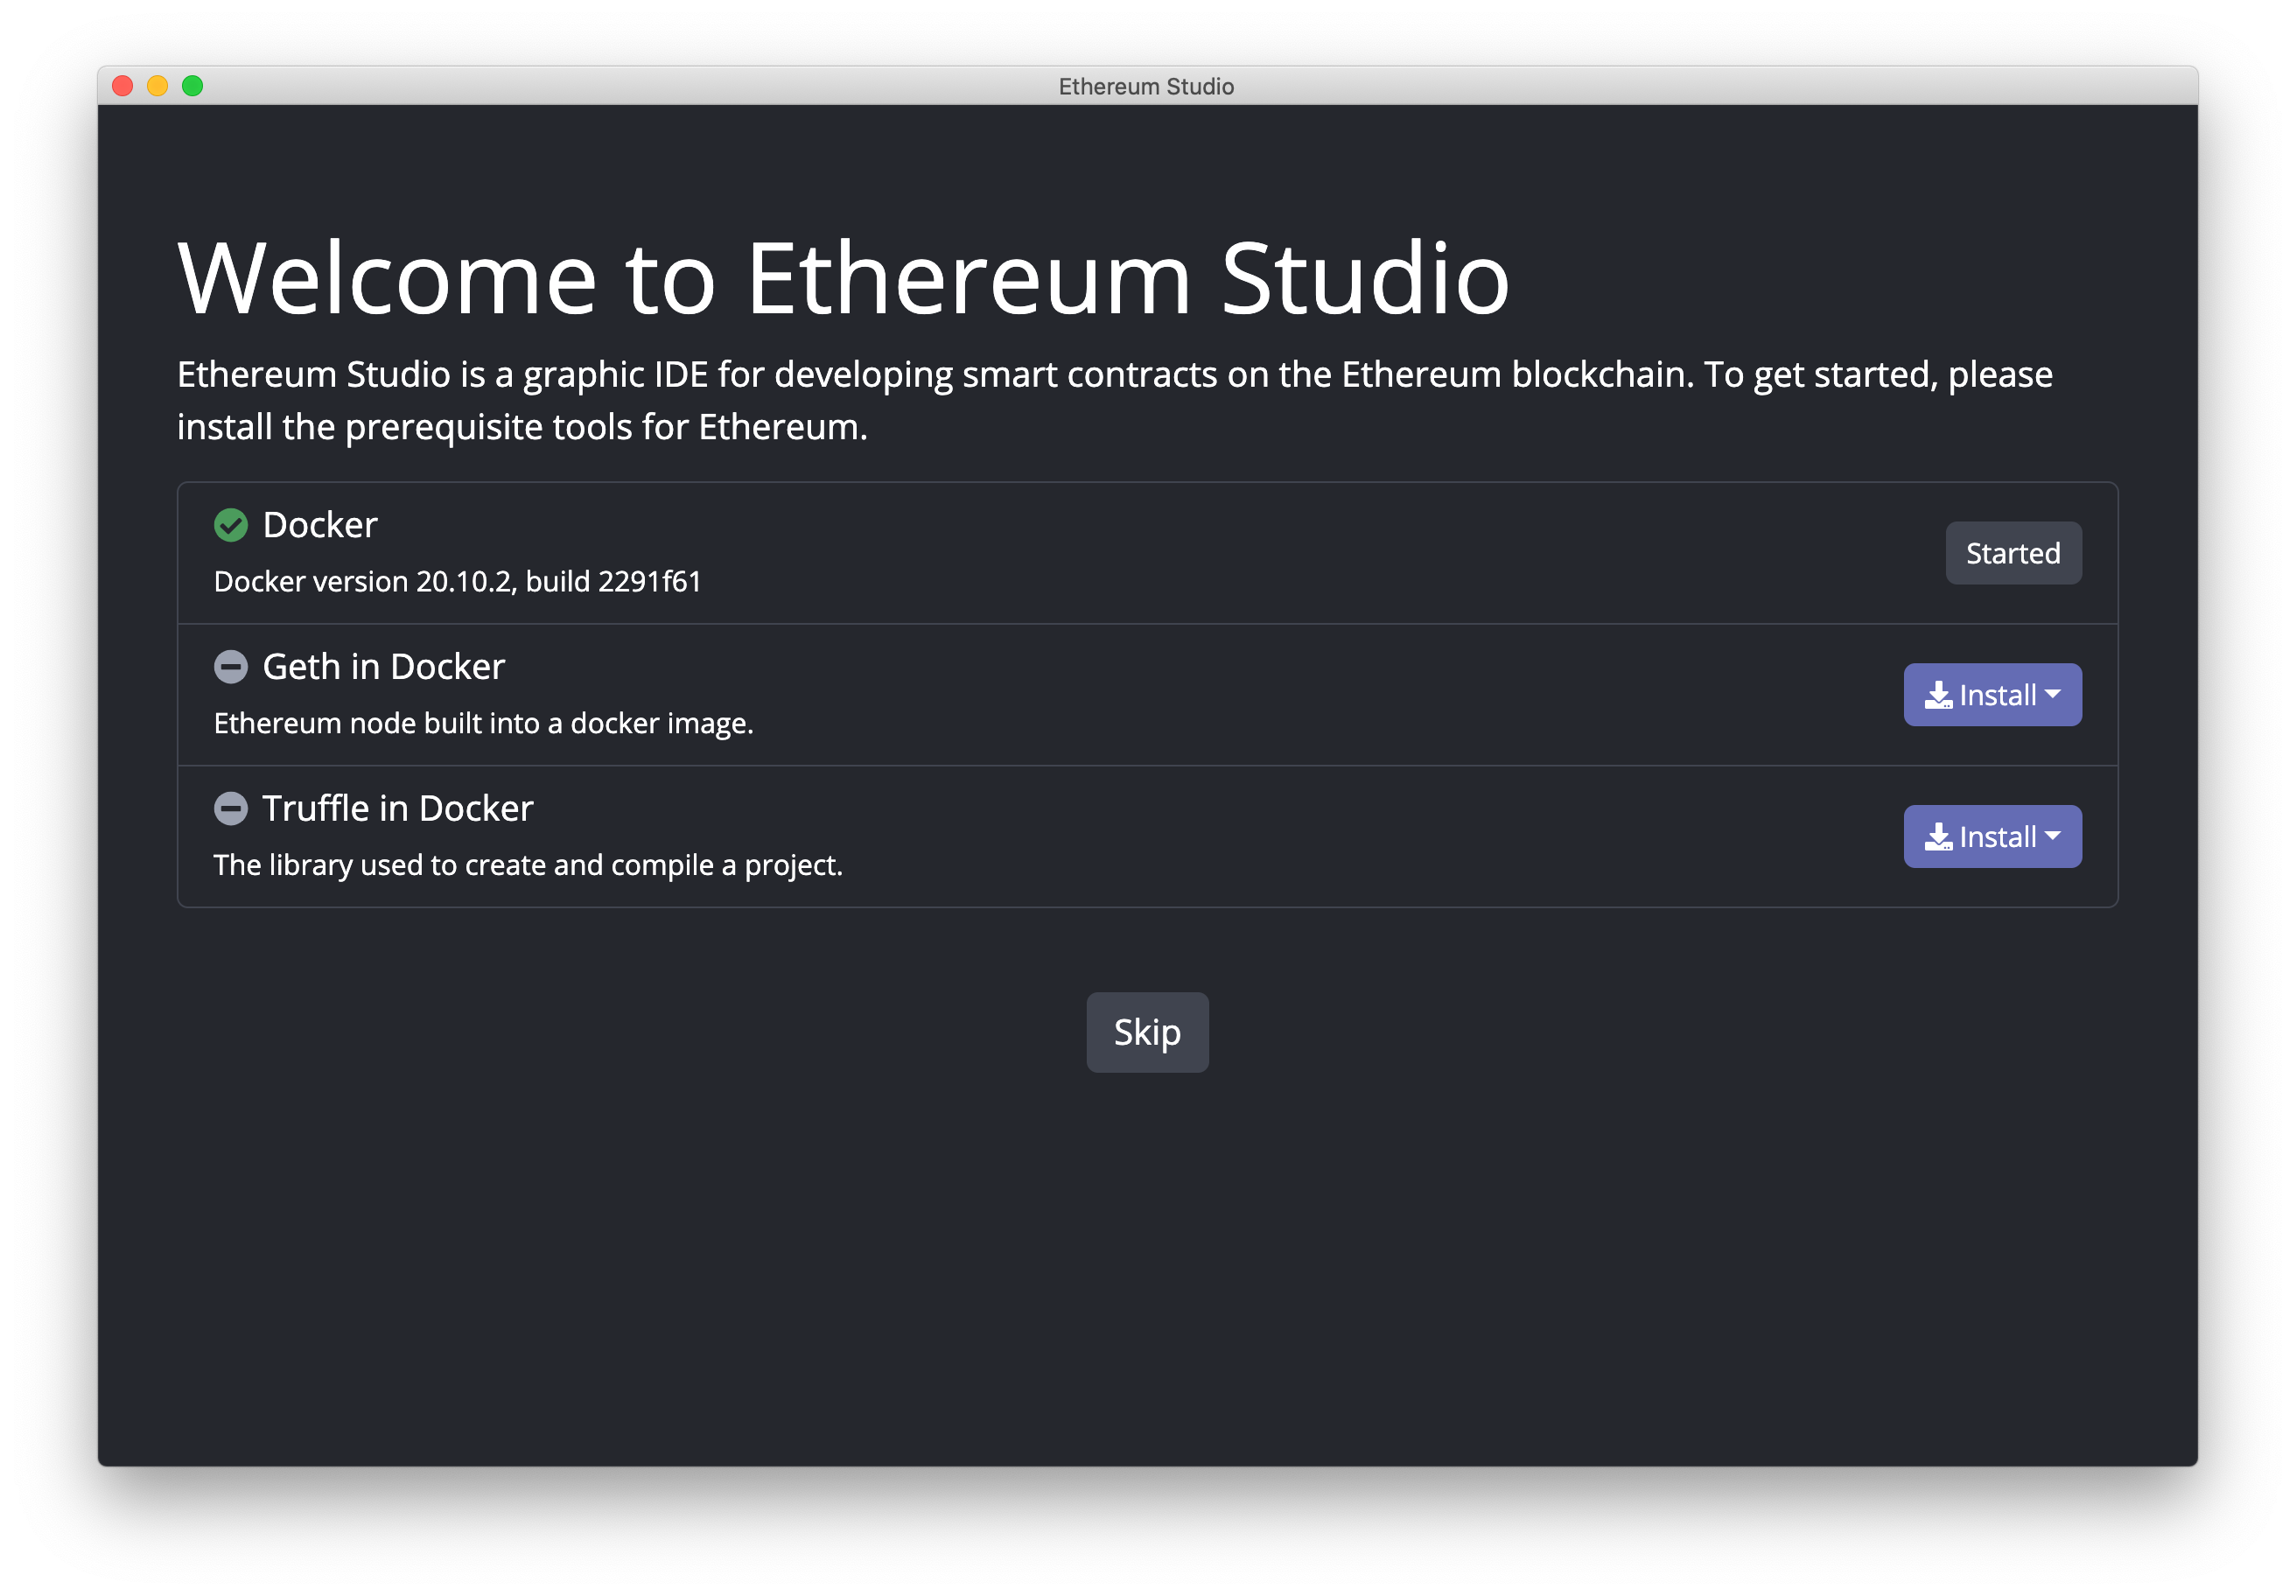 Ethereum Studio
Welcome to Ethereum Studio
Ethereum Studio is a graphic IDE for developing smart contracts on the Ethereum blockchain. To get started, please
install the prerequisite tools for Ethereum.
Docker
Started
Docker version 20.10.2, build 2291f61
Geth in Docker
Install
Ethereum node built into a docker image.
Truffle in Docker
Install
The library used to create and compile a project.
Skip